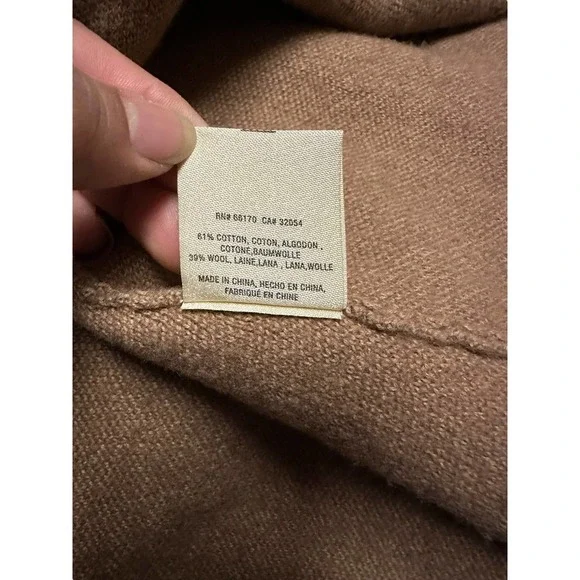 RN# 66170 CA# 32054
61% COTTON, COTON, ALGODON,
COTONE,BAUMWOLLE
39% WOOL, LAINE,LANA , LANA,WOLLE
MADE IN CHINA, HECHO EN CHINA,
FABRIQUÉ EN CHINE